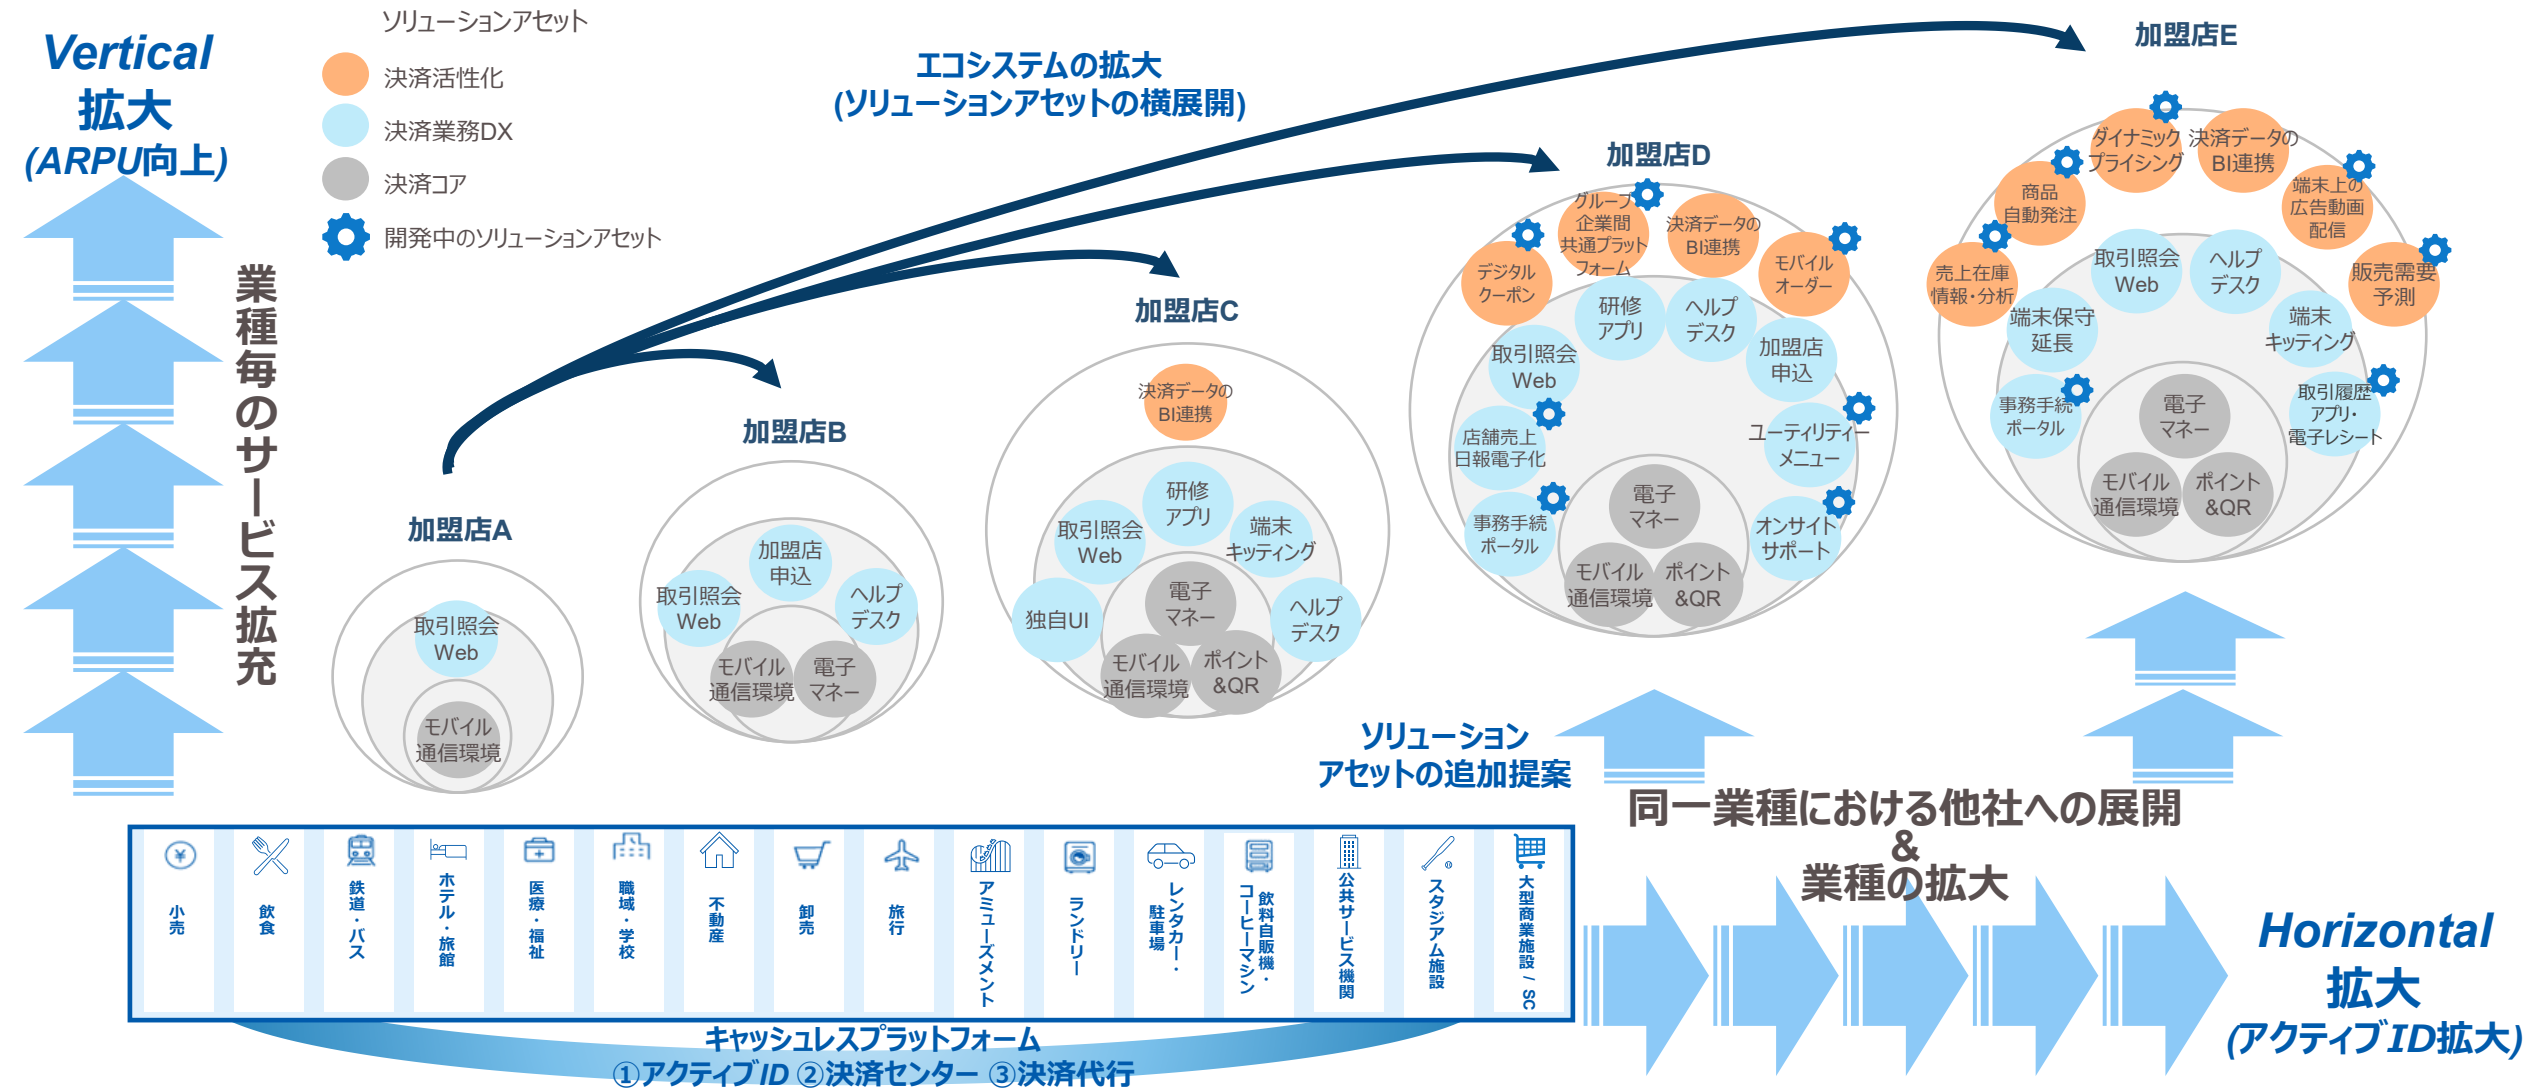 Vertical
拡大
(ARPU向上)
業種毎のサービス拡充
ソリューションアセット
決済活性化
決済業務DX
決済コア
開発中のソリューションアセット
エコシステムの拡大
(ソリューションアセットの横展開)
加盟店A
取引照会
Web
モバイル
通信環境
加盟店B
加盟店
申込
取引照会
Web
ヘルプ
デスク
モバイル
通信環境
電子
マネー
加盟店C
決済データの
BI連携
研修
アプリ
取引照会
Web
端末
キッティング
独自UI
ヘルプ
デスク
電子
マネー
モバイル
通信環境
ポイント
&QR
加盟店D
デジタル
クーポン
グループ
企業間
共通プラット
フォーム
決済データの
BI連携
モバイル
オーダー
研修
アプリ
ヘルプ
デスク
取引照会
Web
加盟店
申込
店舗売上
日報電子化
ユーティリティー
メニュー
事務手続
ポータル
オンサイト
サポート
電子
マネー
モバイル
通信環境
ポイント
&QR
加盟店E
ダイナミック
プライシング
決済データの
BI連携
商品
自動発注
端末上の
広告動画
配信
売上在庫
情報・分析
販売需要
予測
取引照会
Web
ヘルプ
デスク
端末保守
延長
端末
キッティング
事務手続
ポータル
取引履歴
アプリ・
電子レシート
電子
マネー
モバイル
通信環境
ポイント
&QR
ソリューション
アセットの追加提案
同一業種における他社への展開
&
業種の拡大
小売
飲食
鉄道・バス
ホテル・旅館
医療・福祉
職域・学校
不動産
卸売
旅行
アミューズメント
ランドリー
レンタカー・
駐車場
飲料自販機・
コーヒーマシン
公共サービス機関
スタジアム施設
大型商業施設 / SC
キャッシュレスプラットフォーム
①アクティブID ②決済センター ③決済代行
Horizontal
拡大
(アクティブID拡大)